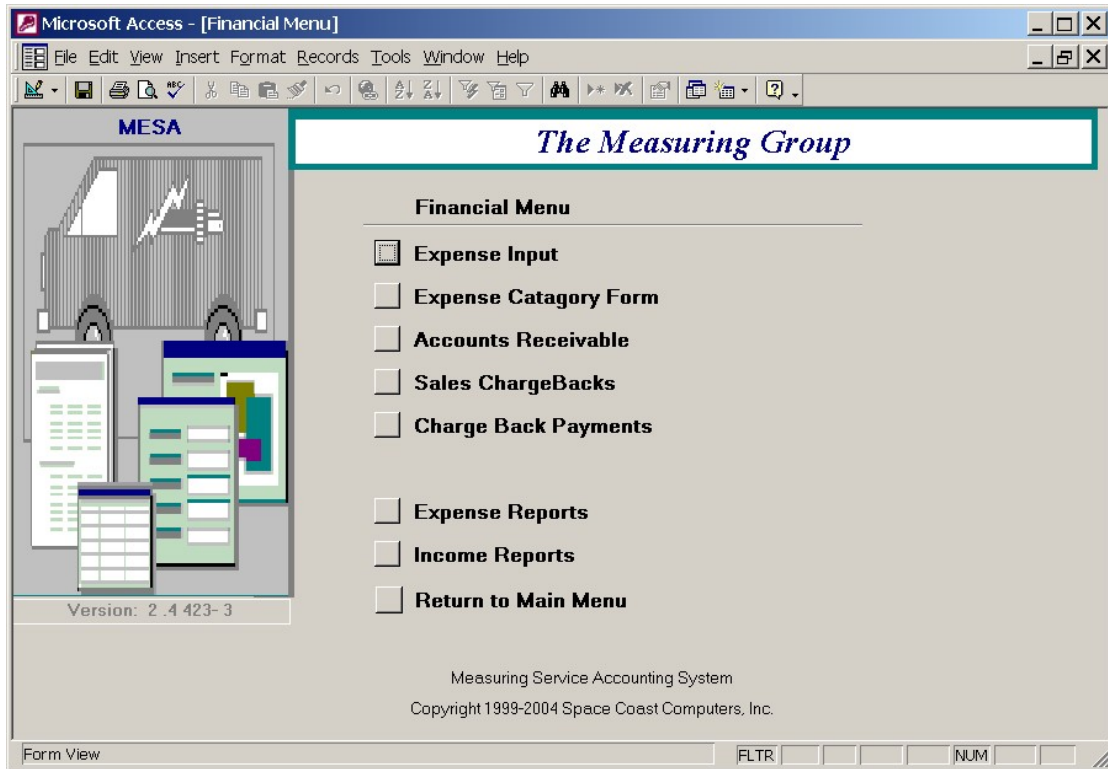 Microsoft Access - [Financial Menu]
File Edit View Insert Format Records Tools Window Help
MESA
The Measuring Group
Financial Menu
Expense Input
Expense Catagory Form
Accounts Receivable
Sales ChargeBacks
Charge Back Payments
Expense Reports
Income Reports
Return to Main Menu
Version: 2 .4 423- 3
Measuring Service Accounting System
Copyright 1999-2004 Space Coast Computers, Inc.
Form View FLTR NUM